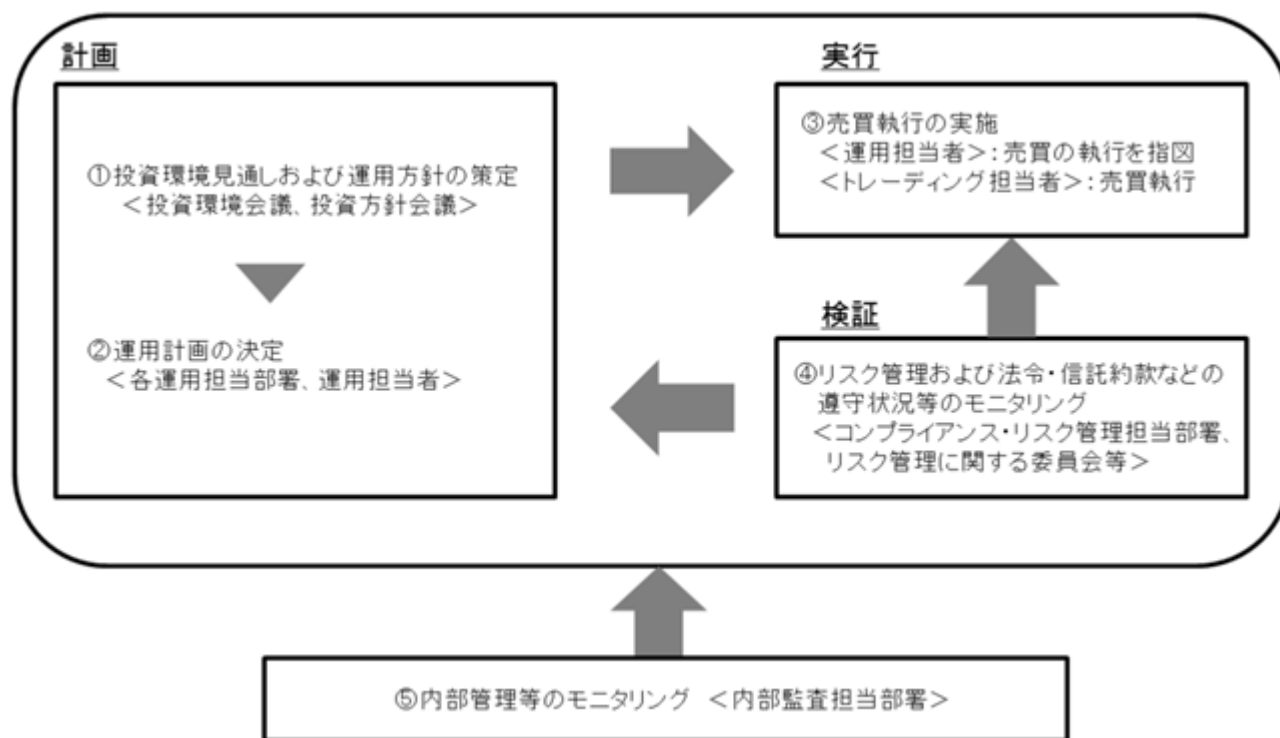 計画
①投資環境見通しおよび運用方針の策定
＜投資環境会議、投資方針会議＞
②運用計画の決定
＜各運用担当部署、運用担当者＞
実行
③売買執行の実施
＜運用担当者＞：売買の執行を指図
＜トレーディング担当者＞：売買執行
検証
④リスク管理および法令・信託約款などの
遵守状況等のモニタリング
＜コンプライアンス・リスク管理担当部署、
リスク管理に関する委員会等＞
⑤内部管理等のモニタリング ＜内部監査担当部署＞